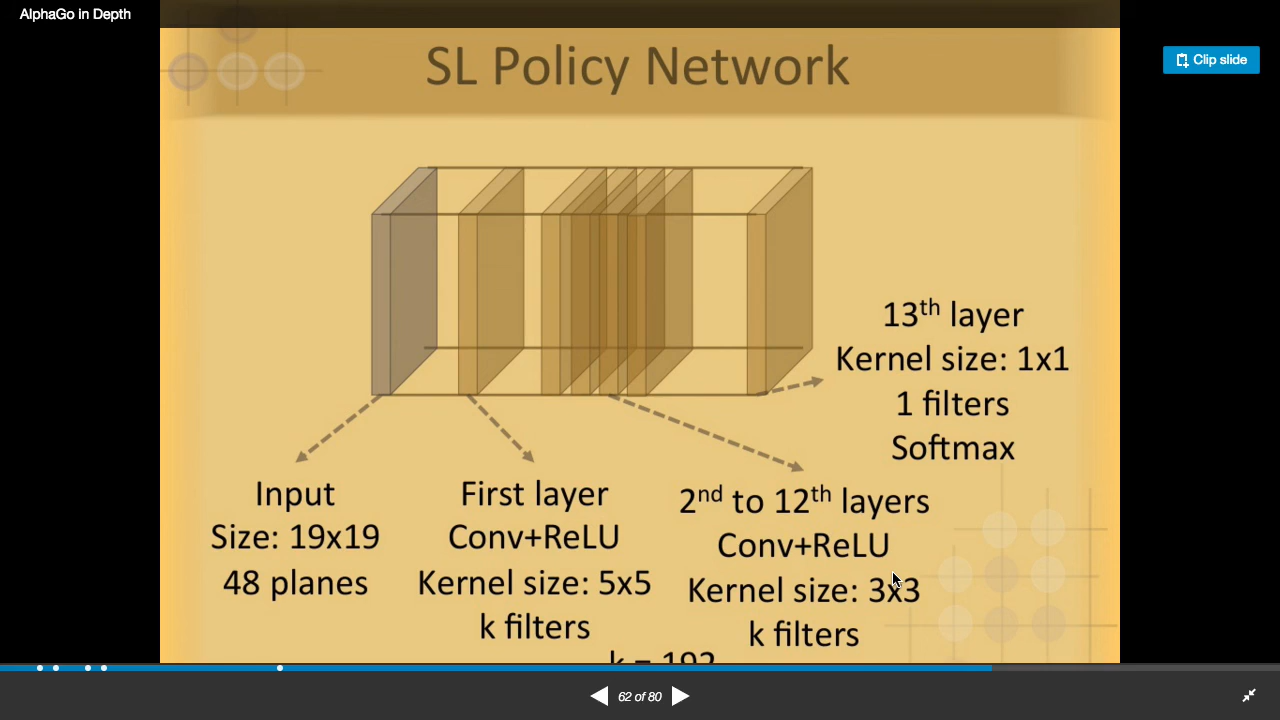 AlphaGo in Depth
Clip slide
SL Policy Network
13th layer
Kernel size: 1x1
1 filters
Softmax
Input
Size: 19x19
48 planes
First layer
Conv+ReLU
Kernel size: 5x5
k filters
2nd to 12th layers
Conv+ReLU
Kernel size: 3x3
k filters
k = 192
62 of 80